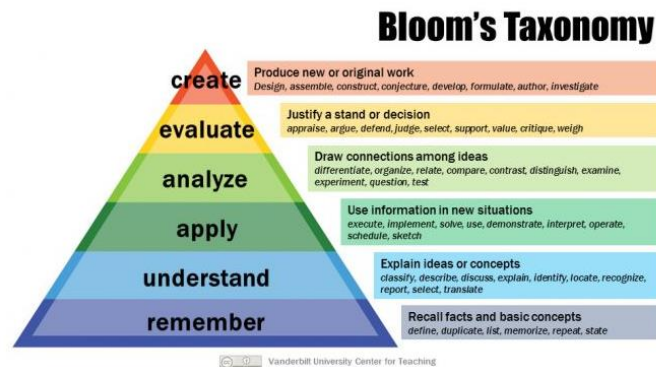 Bloom's Taxonomy
create
Produce new or original work
Design, assemble, construct, conjecture, develop, formulate, author, investigate
evaluate
Justify a stand or decision
appraise, argue, defend, judge, select, support, value, critique, weigh
analyze
Draw connections among ideas
differentiate, organize, relate, compare, contrast, distinguish, examine,
experiment, question, test
apply
Use information in new situations
execute, implement, solve, use, demonstrate, interpret, operate,
schedule, sketch
understand
Explain ideas or concepts
classify, describe, discuss, explain, identify, locate, recognize,
report, select, translate
remember
Recall facts and basic concepts
define, duplicate, list, memorize, repeat, state
Vanderbilt University Center for Teaching